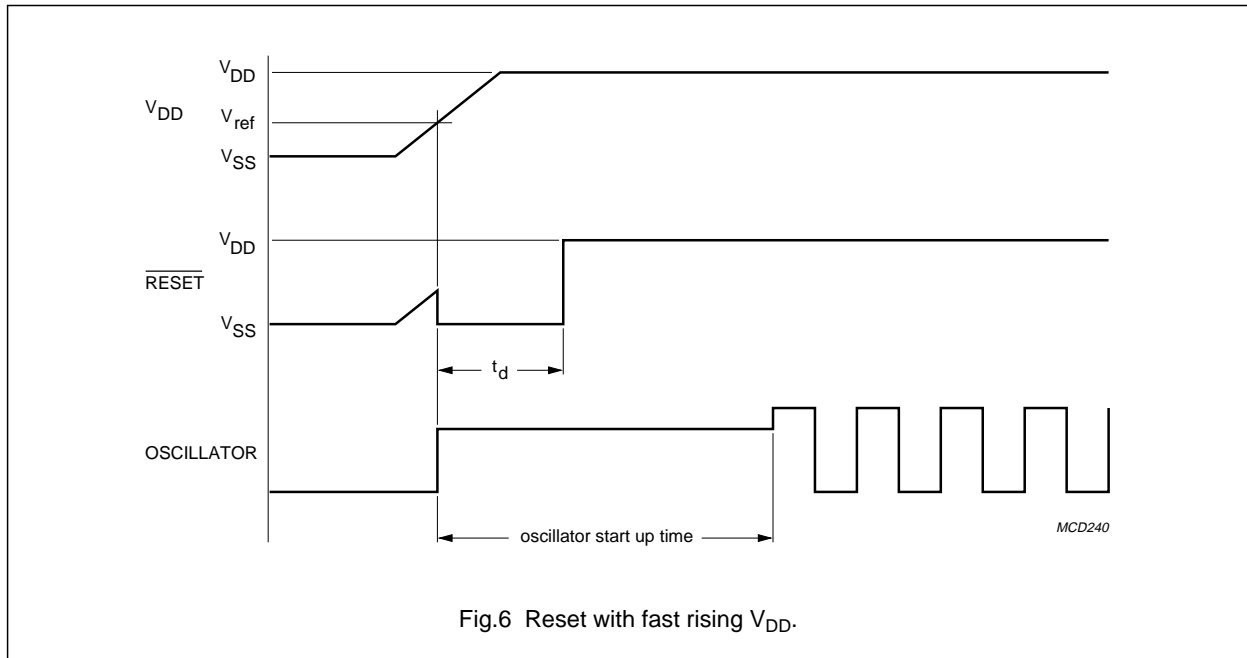 VDD
VDD
Vref
VSS
VDD
RESET
VSS
td
OSCILLATOR
oscillator start up time
MCD240
Fig.6 Reset with fast rising VDD.